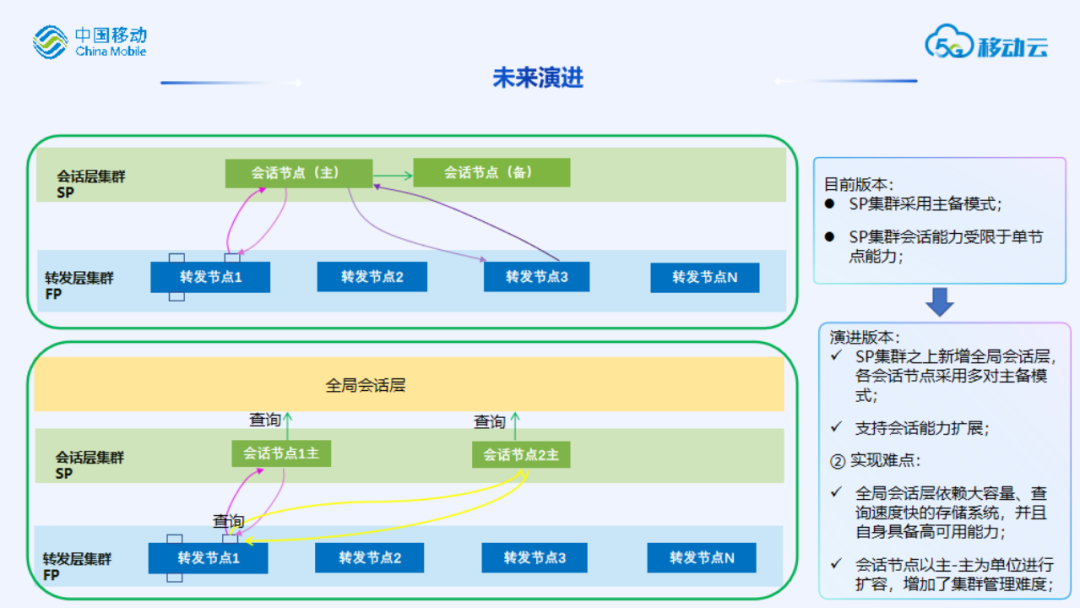 中国移动
China Mobile
5G 移动云
未来演进
会话层集群
SP
会话节点（主）
会话节点（备）
转发层集群
FP
转发节点1
转发节点2
转发节点3
转发节点N
目前版本：
● SP集群采用主备模式；
● SP集群会话能力受限于单节
点能力；
全局会话层
查询
查询
会话层集群
SP
会话节点1主
会话节点2主
查询
转发层集群
FP
转发节点1
转发节点2
转发节点3
转发节点N
演进版本：
✓ SP集群之上新增全局会话层，
各会话节点采用多对主备模
式；
✓ 支持会话能力扩展；
② 实现难点：
✓ 全局会话层依赖大容量、查
询速度快的存储系统，并且
自身具备高可用能力；
✓ 会话节点以主-主为单位进行
扩容，增加了集群管理难度；